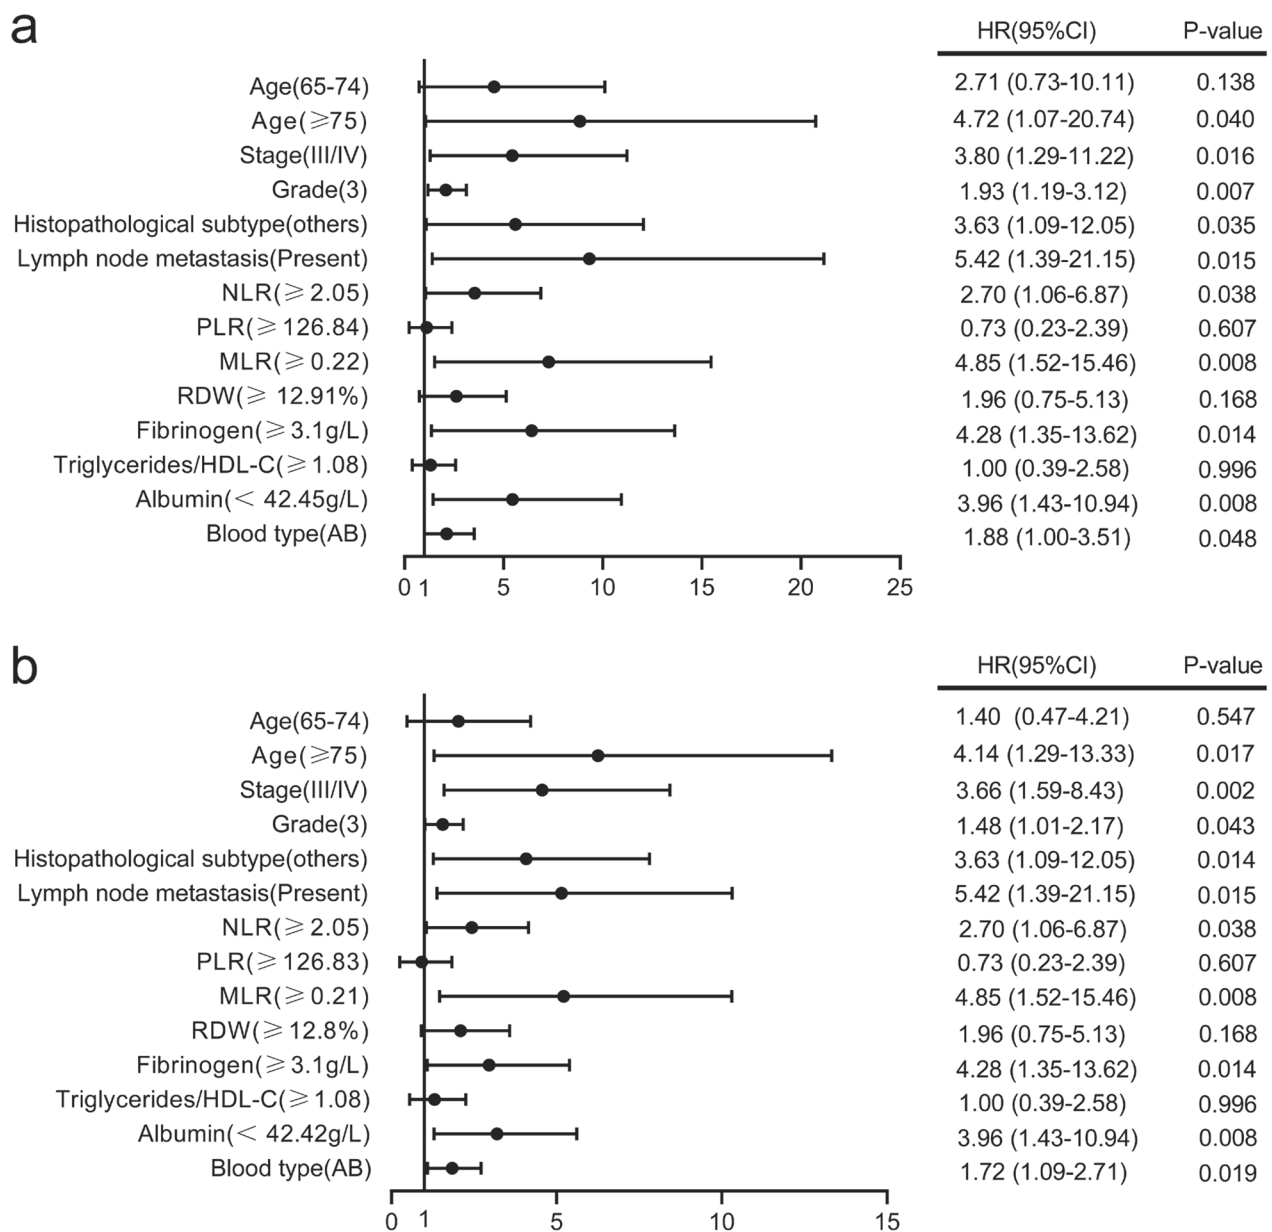 a
HR(95%CI) P-value
Age(65-74) 2.71 (0.73-10.11) 0.138
Age(≥75) 4.72 (1.07-20.74) 0.040
Stage(III/IV) 3.80 (1.29-11.22) 0.016
Grade(3) 1.93 (1.19-3.12) 0.007
Histopathological subtype(others) 3.63 (1.09-12.05) 0.035
Lymph node metastasis(Present) 5.42 (1.39-21.15) 0.015
NLR(≥2.05) 2.70 (1.06-6.87) 0.038
PLR(≥126.84) 0.73 (0.23-2.39) 0.607
MLR(≥0.22) 4.85 (1.52-15.46) 0.008
RDW(≥ 12.91%) 1.96 (0.75-5.13) 0.168
Fibrinogen(≥3.1g/L) 4.28 (1.35-13.62) 0.014
Triglycerides/HDL-C(≥1.08) 1.00 (0.39-2.58) 0.996
Albumin(< 42.45g/L) 3.96 (1.43-10.94) 0.008
Blood type(AB) 1.88 (1.00-3.51) 0.048
0 1 5 10 15 20 25
b
HR(95%CI) P-value
Age(65-74) 1.40 (0.47-4.21) 0.547
Age(≥75) 4.14 (1.29-13.33) 0.017
Stage(III/IV) 3.66 (1.59-8.43) 0.002
Grade(3) 1.48 (1.01-2.17) 0.043
Histopathological subtype(others) 3.63 (1.09-12.05) 0.014
Lymph node metastasis(Present) 5.42 (1.39-21.15) 0.015
NLR(≥2.05) 2.70 (1.06-6.87) 0.038
PLR(≥126.83) 0.73 (0.23-2.39) 0.607
MLR(≥0.21) 4.85 (1.52-15.46) 0.008
RDW(≥12.8%) 1.96 (0.75-5.13) 0.168
Fibrinogen(≥3.1g/L) 4.28 (1.35-13.62) 0.014
Triglycerides/HDL-C(≥1.08) 1.00 (0.39-2.58) 0.996
Albumin(< 42.42g/L) 3.96 (1.43-10.94) 0.008
Blood type(AB) 1.72 (1.09-2.71) 0.019
0 1 5 10 15